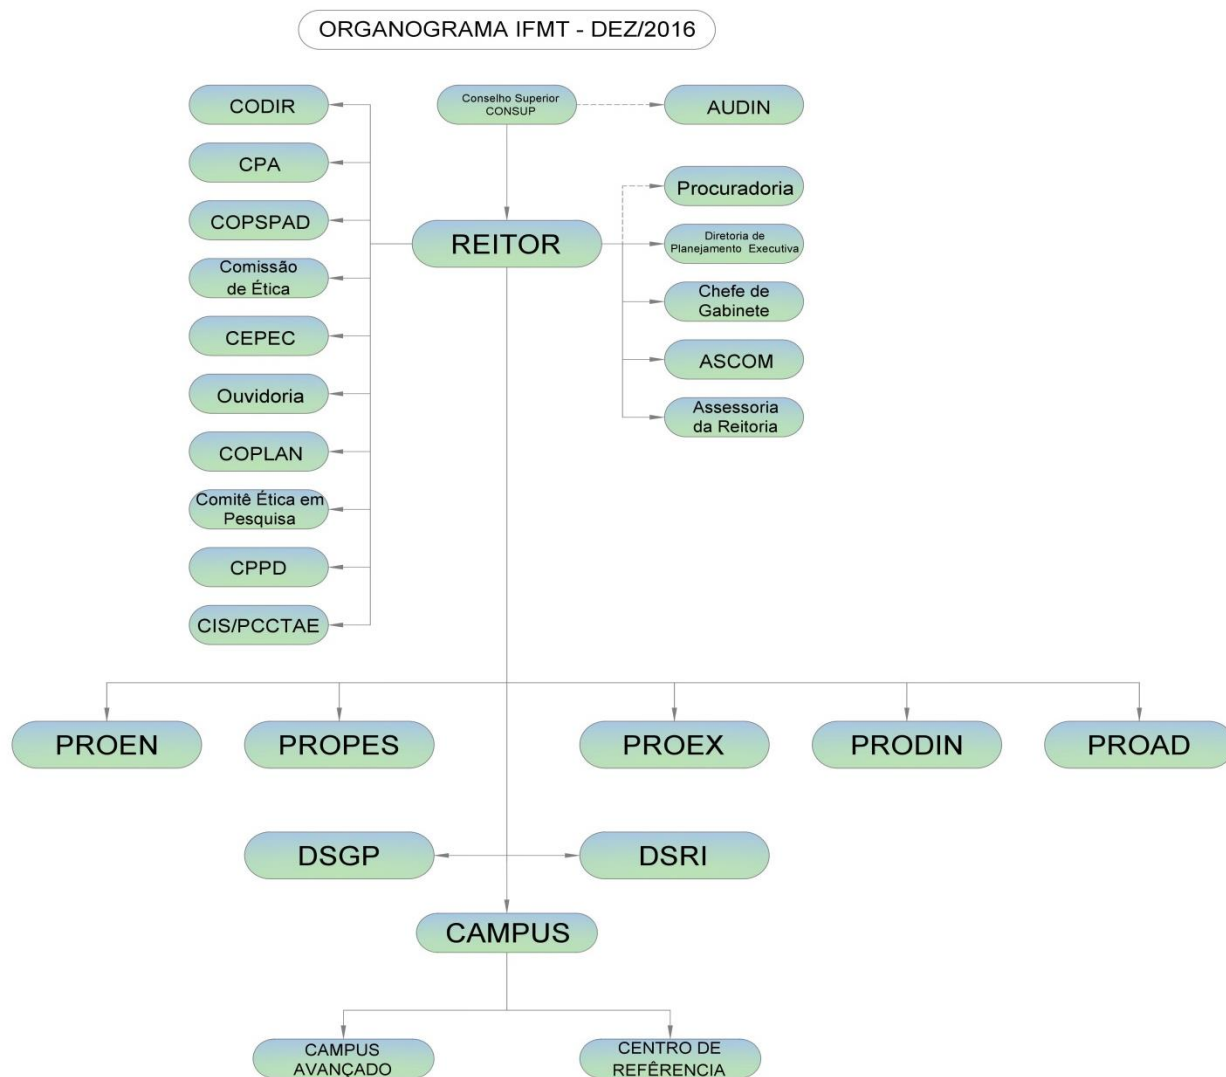 ORGANOGRAMA IFMT - DEZ/2016
CODIR
CPA
COPSPAD
Comissão
de Ética
CEPEC
Ouvidoria
COPLAN
Comitê Ética em
Pesquisa
CPPD
CIS/PCCTAE
Conselho Superior
CONSUP
REITOR
AUDIN
Procuradoria
Diretoria de
Planejamento Executiva
Chefe de
Gabinete
ASCOM
Assessoria
da Reitoria
PROEN
PROPES
PROEX
PRODIN
PROAD
DSGP
DSRI
CAMPUS
CAMPUS
AVANÇADO
CENTRO DE
REFÊRENCIA